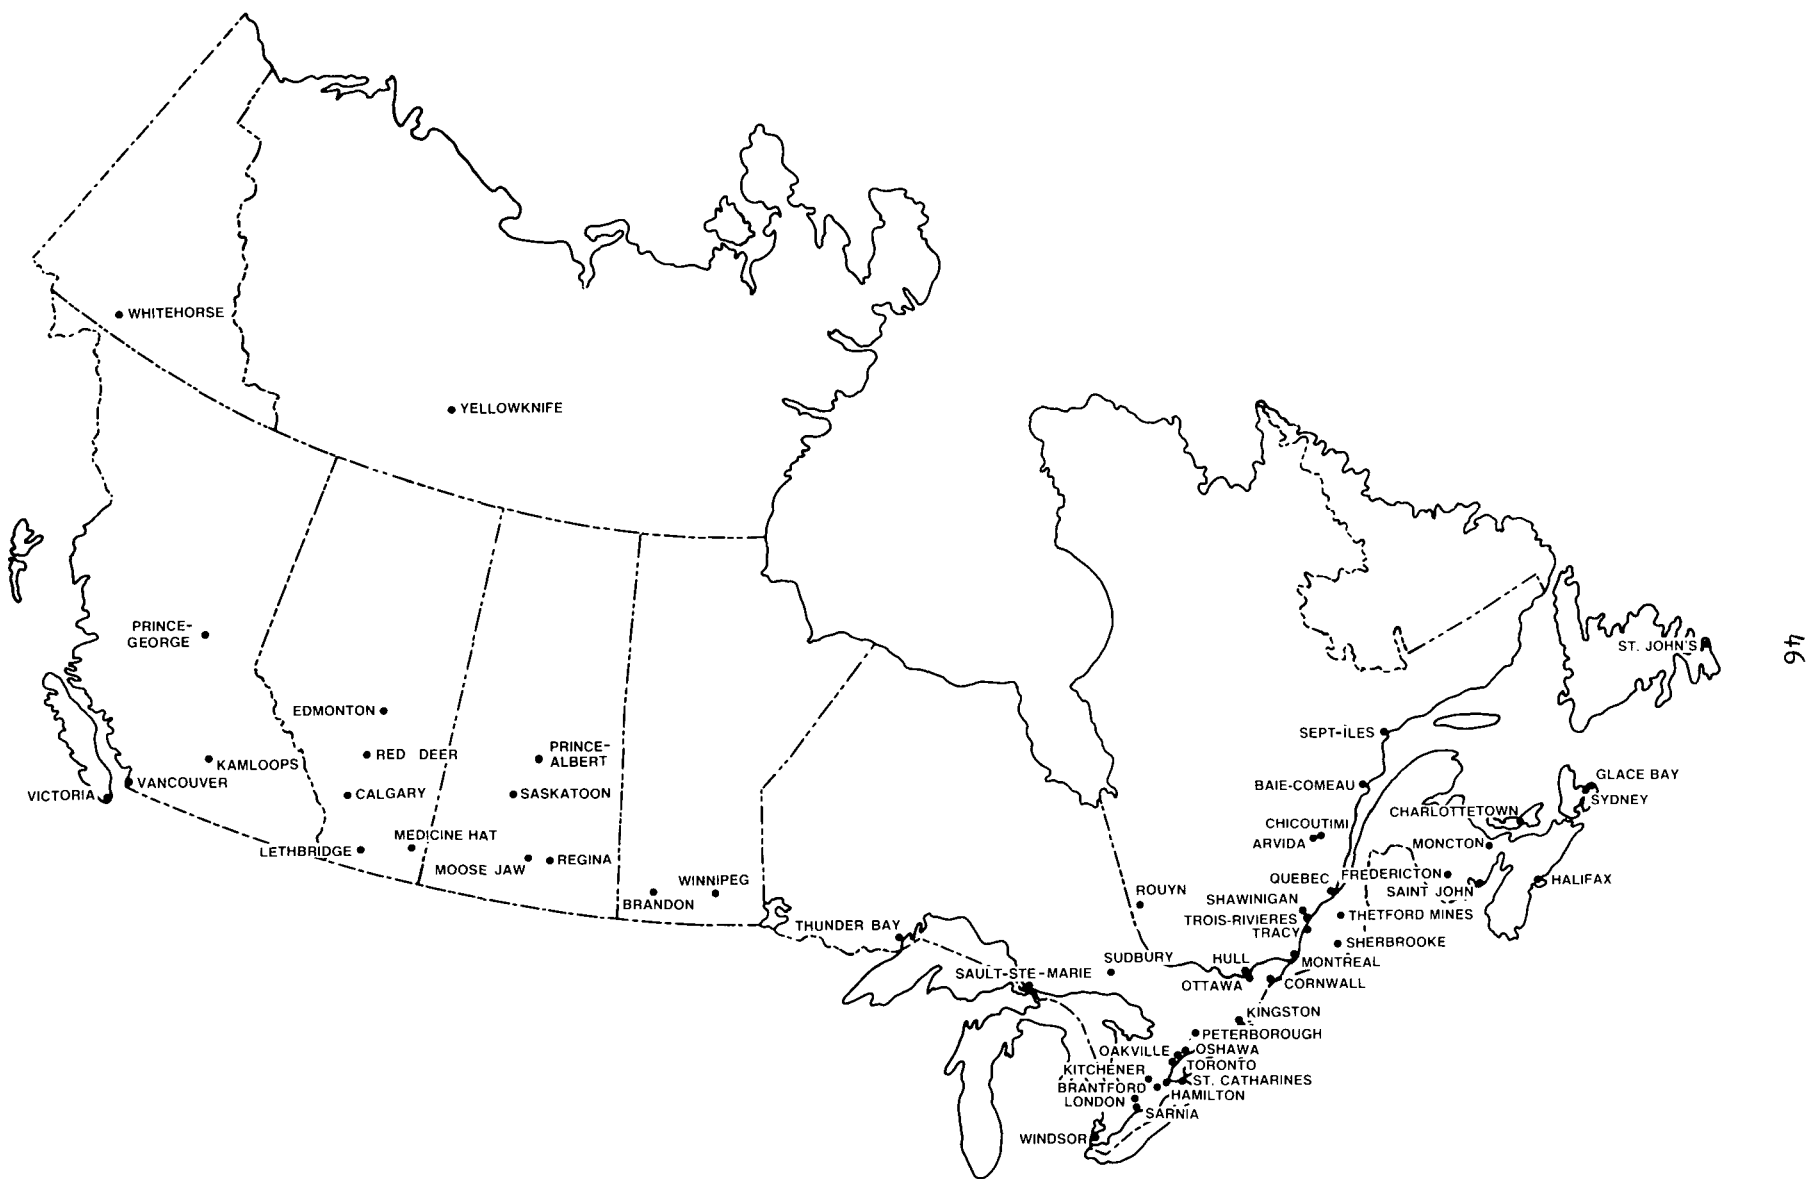 WHITEHORSE
YELLOWKNIFE
46
PRINCE-
GEORGE
ST. JOHN'S
EDMONTON
SEPT-ÎLES
RED DEER
PRINCE-
ALBERT
KAMLOOPS
GLACE BAY
VANCOUVER
BAIE-COMEAU
VICTORIA
CALGARY
SASKATOON
SYDNEY
CHARLOTTETOWN
CHICOUTIMI
MEDICINE HAT
ARVIDA
MONCTON
LETHBRIDGE
REGINA
MOOSE JAW
FREDERICTON
QUEBEC
HALIFAX
WINNIPEG
SAINT JOHN
ROUYN
SHAWINIGAN
BRANDON
THETFORD MINES
TROIS-RIVIERES
THUNDER BAY
TRACY
SHERBROOKE
SUDBURY
HULL
MONTREAL
SAULT-STE-MARIE
OTTAWA
CORNWALL
KINGSTON
PETERBOROUGH
OAKVILLE
OSHAWA
TORONTO
KITCHENER
ST. CATHARINES
BRANTFORD
HAMILTON
LONDON
SARNIA
WINDSOR